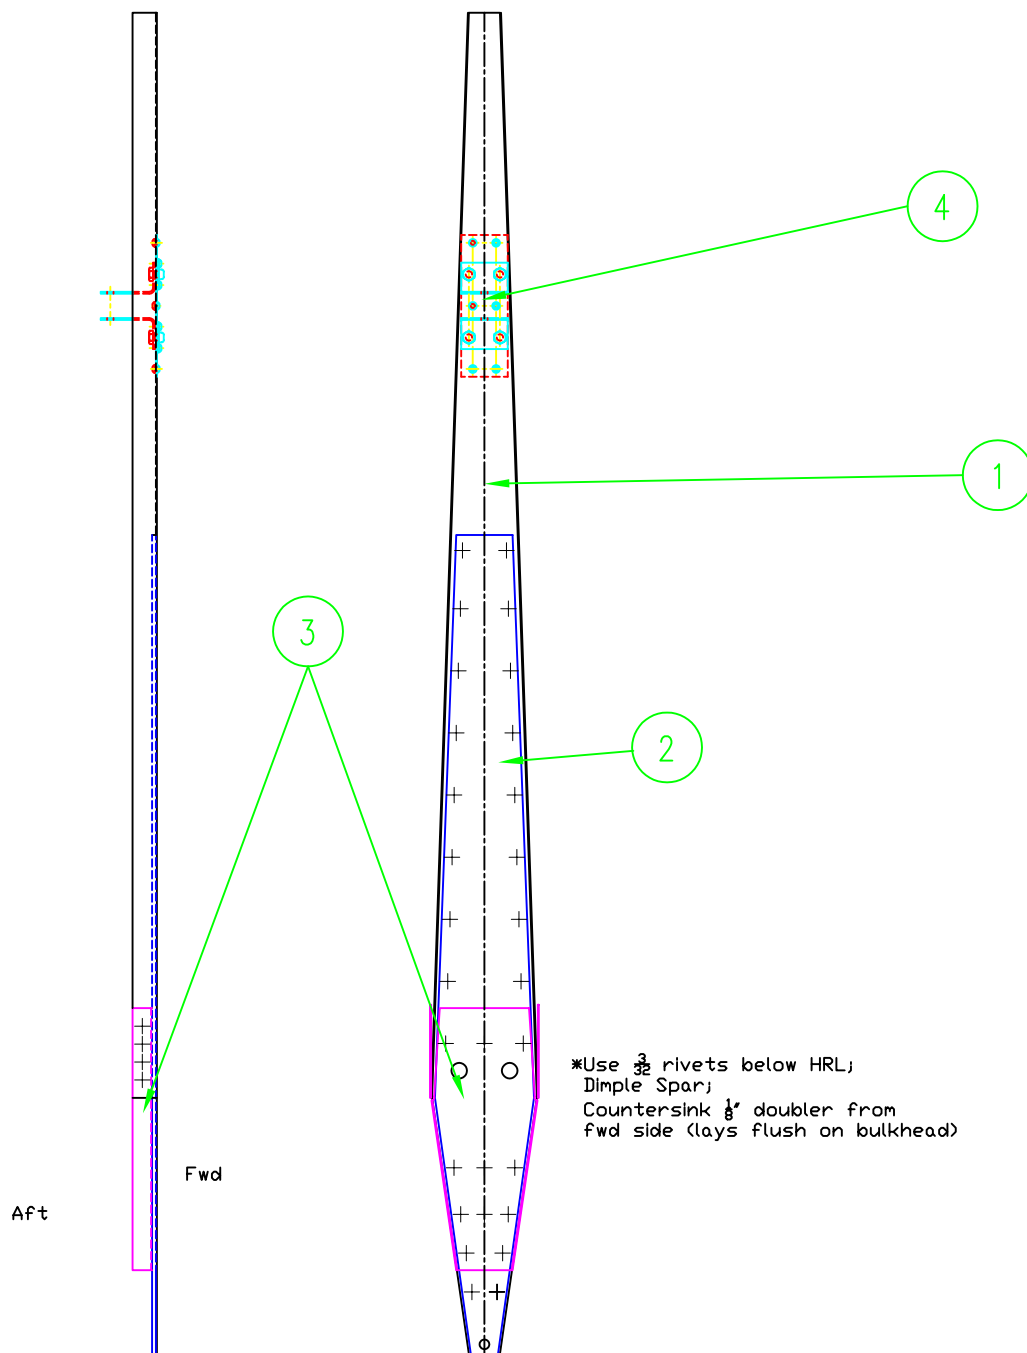 4
1
3
2
*Use 3/32 rivets below HRL;
Dimple Spar;
Countersink 1/8" doubler from
fwd side (lays flush on bulkhead)
Fwd
Aft